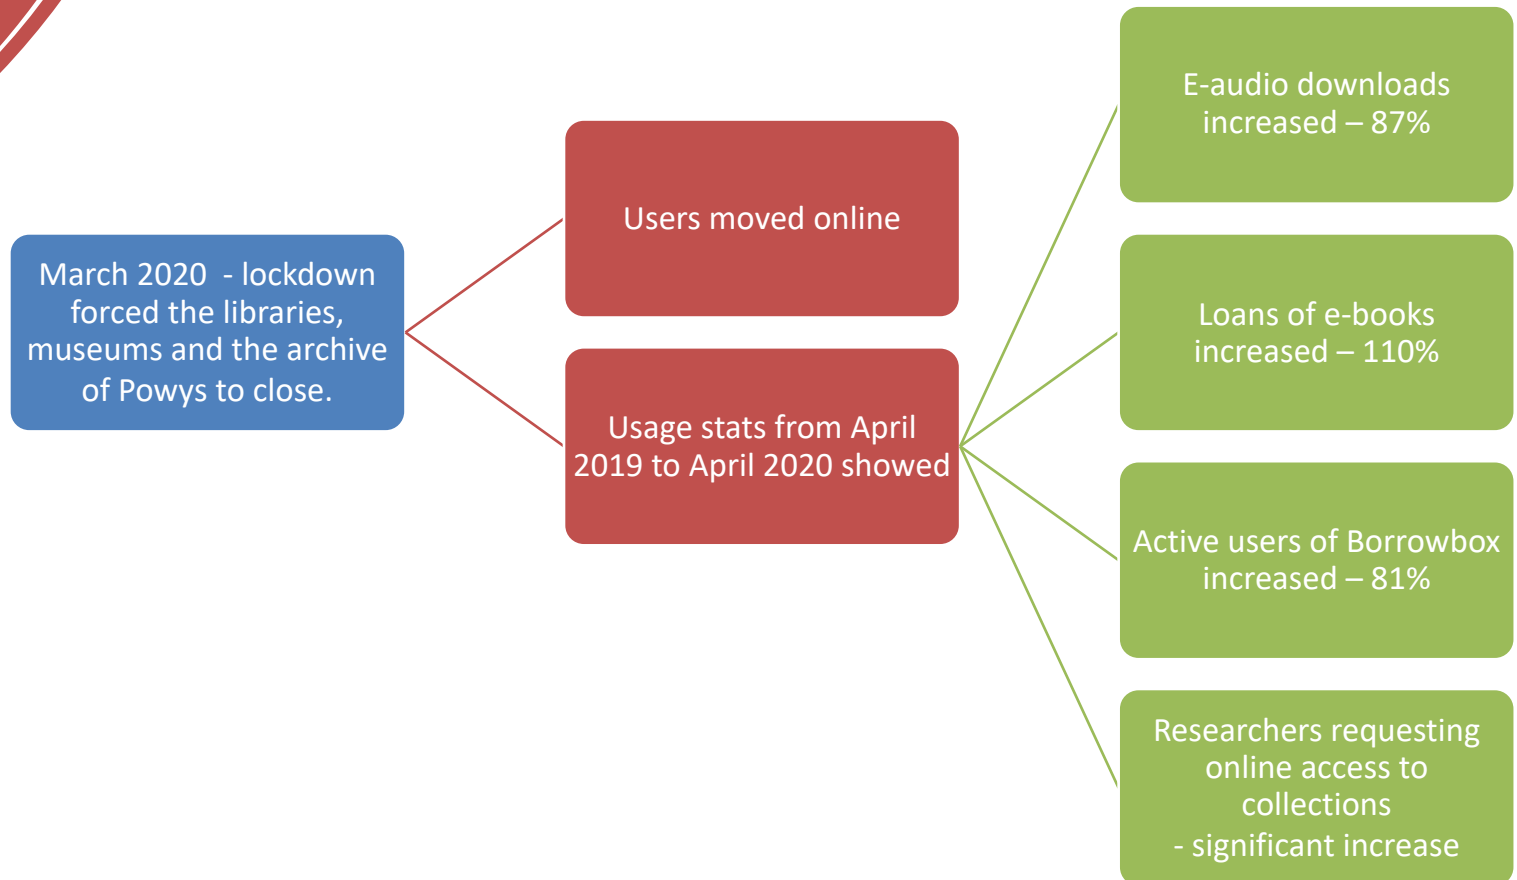 March 2020  - lockdown
forced the libraries,
museums and the archive
of Powys to close.
Users moved online
Usage stats from April
2019 to April 2020 showed
E-audio downloads
increased – 87%
Loans of e-books
increased – 110%
Active users of Borrowbox
increased – 81%
Researchers requesting
online access to
collections
- significant increase